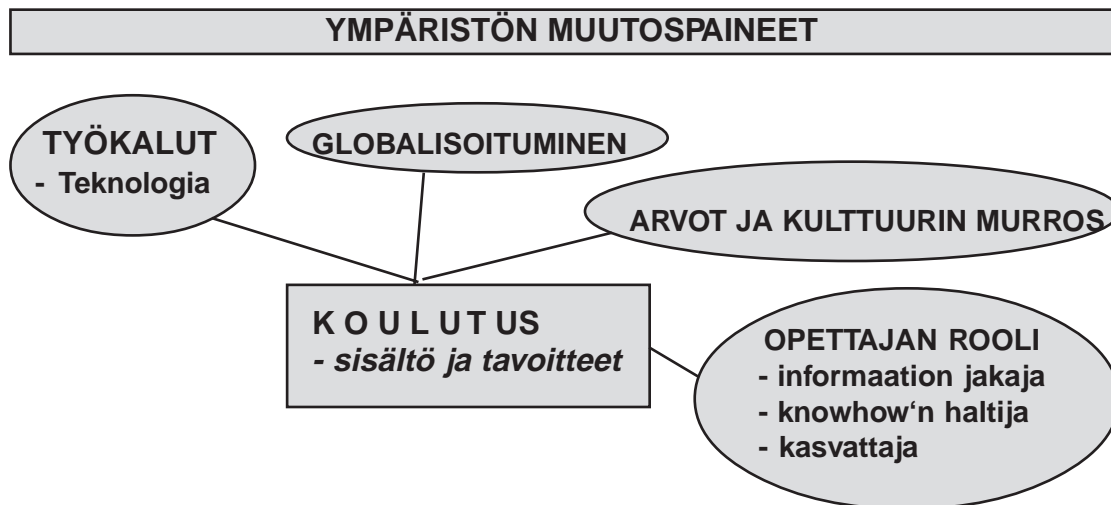 YMPÄRISTÖN MUUTOSPAINEET
TYÖKALUT
- Teknologia
GLOBALISOITUMINEN
ARVOT JA KULTTUURIN MURROS
K O U L U T US
- sisältö ja tavoitteet
OPETTAJAN ROOLI
- informaation jakaja
- knowhow‘n haltija
- kasvattaja